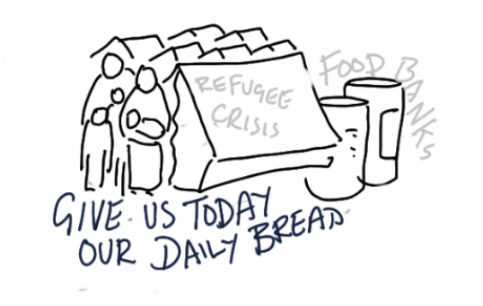 REFUGEE
CRISIS
FOOD BANKS
GIVE US TODAY
OUR DAILY BREAD